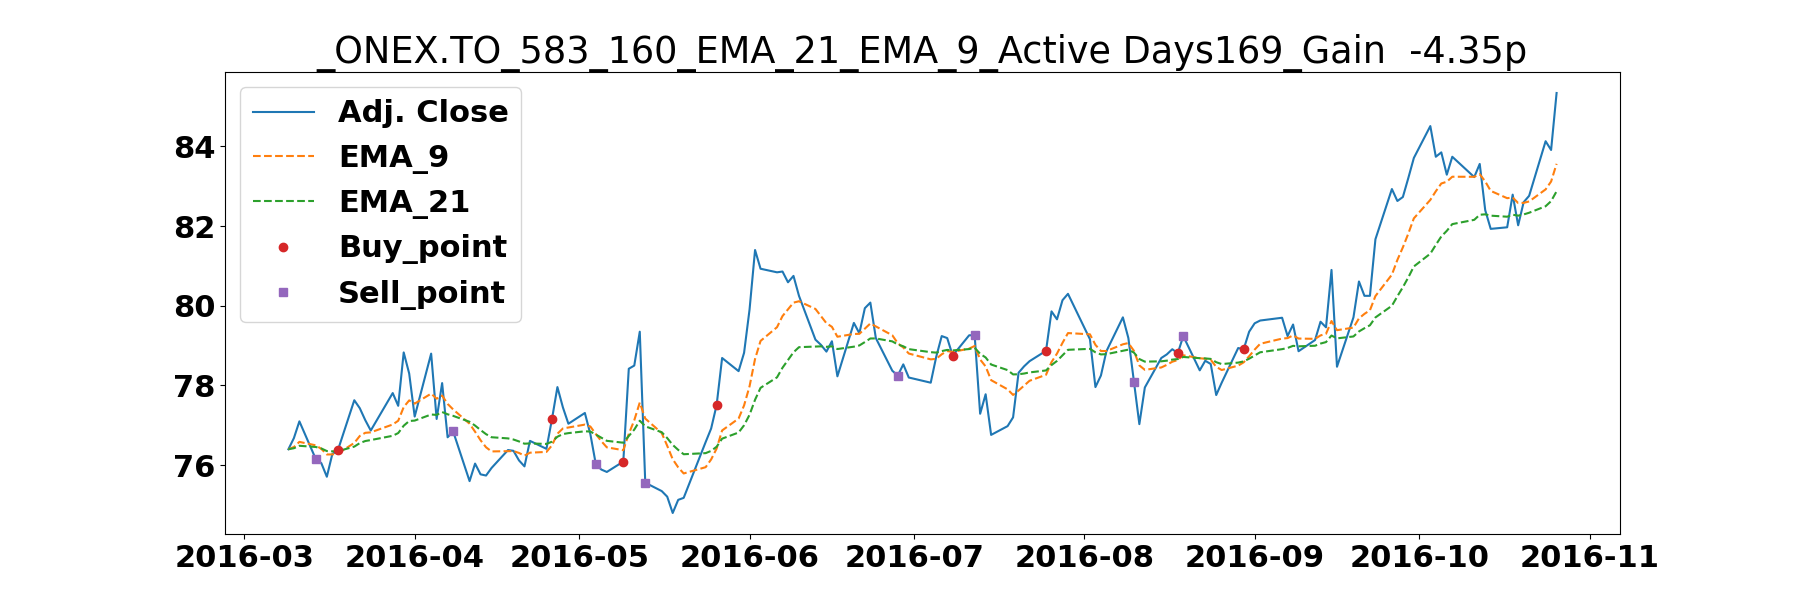 _ONEX.TO_583_160_EMA_21_EMA_9_Active Days169_Gain  -4.35p
Adj. Close
EMA_9
EMA_21
Buy_point
Sell_point
84
82
80
78
76
2016-03 2016-04 2016-05 2016-06 2016-07 2016-08 2016-09 2016-10 2016-11